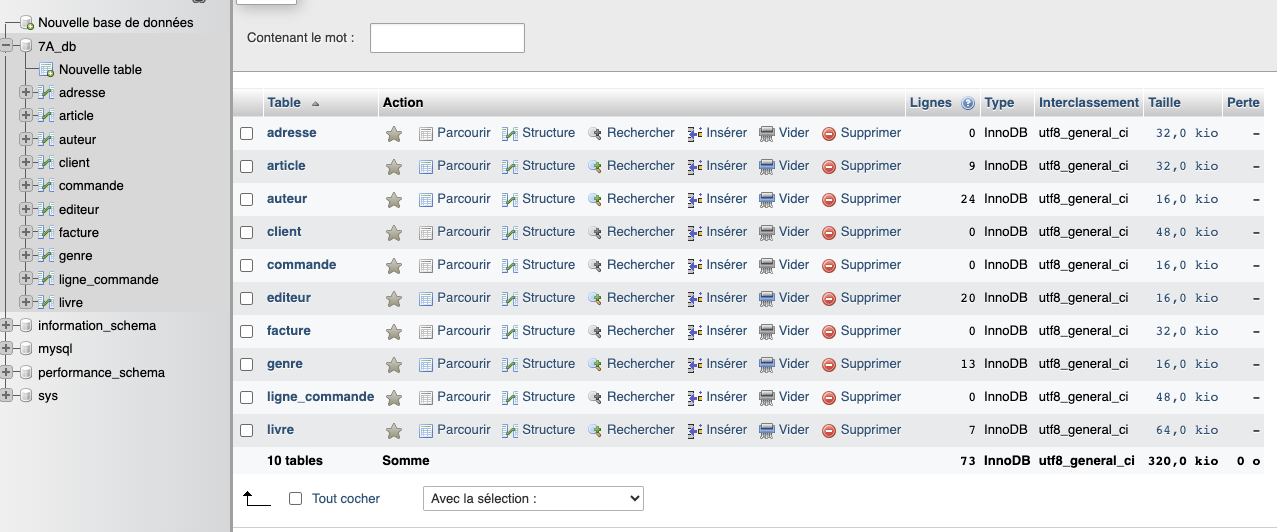 Nouvelle base de données
7A_db
Nouvelle table
adresse
article
auteur
client
commande
editeur
facture
genre
ligne_commande
livre
information_schema
mysql
performance_schema
sys
Contenant le mot :
Table Action Lignes Type Interclassement Taille Perte
adresse Parcourir Structure Rechercher Insérer Vider Supprimer 0 InnoDB utf8_general_ci 32,0 kio –
article Parcourir Structure Rechercher Insérer Vider Supprimer 9 InnoDB utf8_general_ci 32,0 kio –
auteur Parcourir Structure Rechercher Insérer Vider Supprimer 24 InnoDB utf8_general_ci 16,0 kio –
client Parcourir Structure Rechercher Insérer Vider Supprimer 0 InnoDB utf8_general_ci 48,0 kio –
commande Parcourir Structure Rechercher Insérer Vider Supprimer 0 InnoDB utf8_general_ci 16,0 kio –
editeur Parcourir Structure Rechercher Insérer Vider Supprimer 20 InnoDB utf8_general_ci 16,0 kio –
facture Parcourir Structure Rechercher Insérer Vider Supprimer 0 InnoDB utf8_general_ci 32,0 kio –
genre Parcourir Structure Rechercher Insérer Vider Supprimer 13 InnoDB utf8_general_ci 16,0 kio –
ligne_commande Parcourir Structure Rechercher Insérer Vider Supprimer 0 InnoDB utf8_general_ci 48,0 kio –
livre Parcourir Structure Rechercher Insérer Vider Supprimer 7 InnoDB utf8_general_ci 64,0 kio –
10 tables Somme 73 InnoDB utf8_general_ci 320,0 kio 0 o
Tout cocher Avec la sélection :